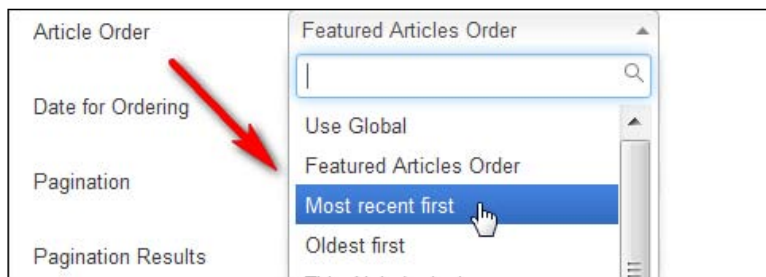 Article Order
Featured Articles Order
Date for Ordering
Use Global
Featured Articles Order
Pagination
Most recent first
Oldest first
Pagination Results